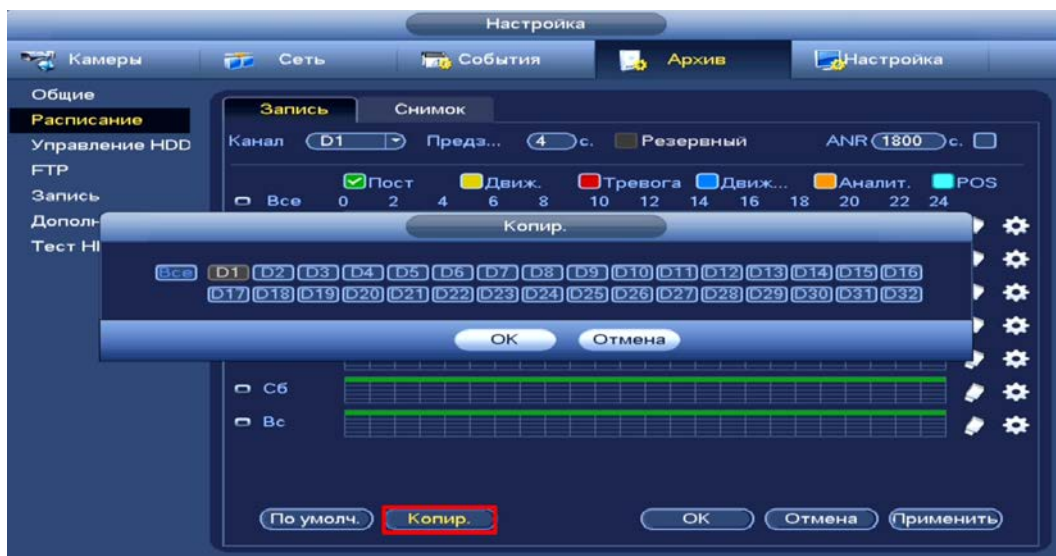 Настройка
Камеры Сеть События Архив Настройка
Общие
Расписание
Управление HDD
FTP
Запись
Дополн
Тест HI
Запись Снимок
Канал D1 Предз... 4 с. Резервный ANR 1800 с.
Пост Движ. Тревога Движ... Аналит. POS
Все 0 2 4 6 8 10 12 14 16 18 20 22 24
Копир.
Все D1 D2 D3 D4 D5 D6 D7 D8 D9 D10 D11 D12 D13 D14 D15 D16
D17 D18 D19 D20 D21 D22 D23 D24 D25 D26 D27 D28 D29 D30 D31 D32
OK Отмена
Сб
Вс
По умолч. Копир. OK Отмена Применить